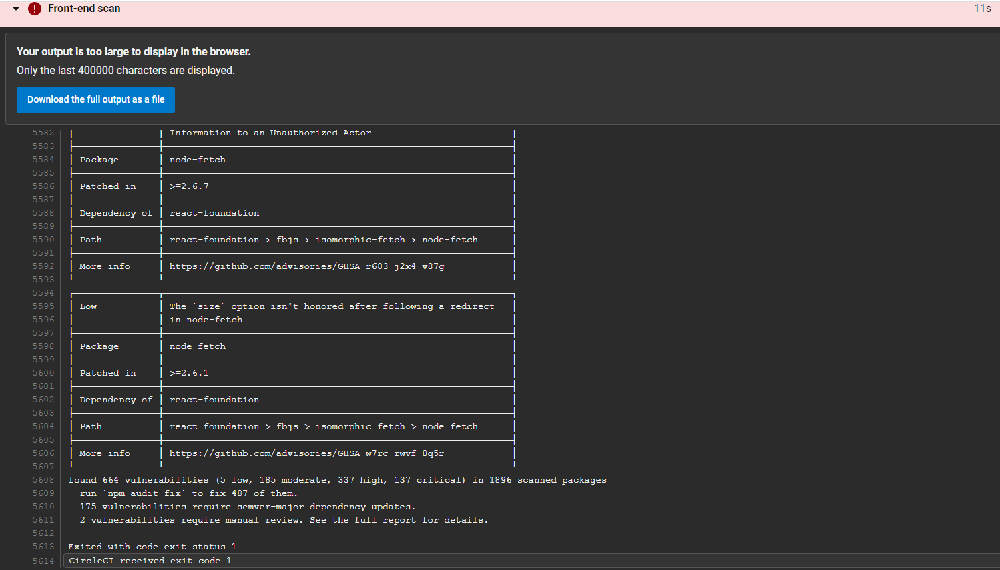 Front-end scan 11s
Your output is too large to display in the browser.
Only the last 400000 characters are displayed.
Download the full output as a file
5582 Information to an Unauthorized Actor
5583
5584 Package node-fetch
5585
5586 Patched in >=2.6.7
5587
5588 Dependency of react-foundation
5589
5590 Path react-foundation > fbjs > isomorphic-fetch > node-fetch
5591
5592 More info https://github.com/advisories/GHSA-r683-j2x4-v87g
5593
5594
5595 Low The `size` option isn't honored after following a redirect
5596 in node-fetch
5597
5598 Package node-fetch
5599
5600 Patched in >=2.6.1
5601
5602 Dependency of react-foundation
5603
5604 Path react-foundation > fbjs > isomorphic-fetch > node-fetch
5605
5606 More info https://github.com/advisories/GHSA-w7rc-rwvf-8q5r
5607
5608 found 664 vulnerabilities (5 low, 185 moderate, 337 high, 137 critical) in 1896 scanned packages
5609 run `npm audit fix` to fix 487 of them.
5610 175 vulnerabilities require semver-major dependency updates.
5611 2 vulnerabilities require manual review. See the full report for details.
5612
5613 Exited with code exit status 1
5614 CircleCI received exit code 1